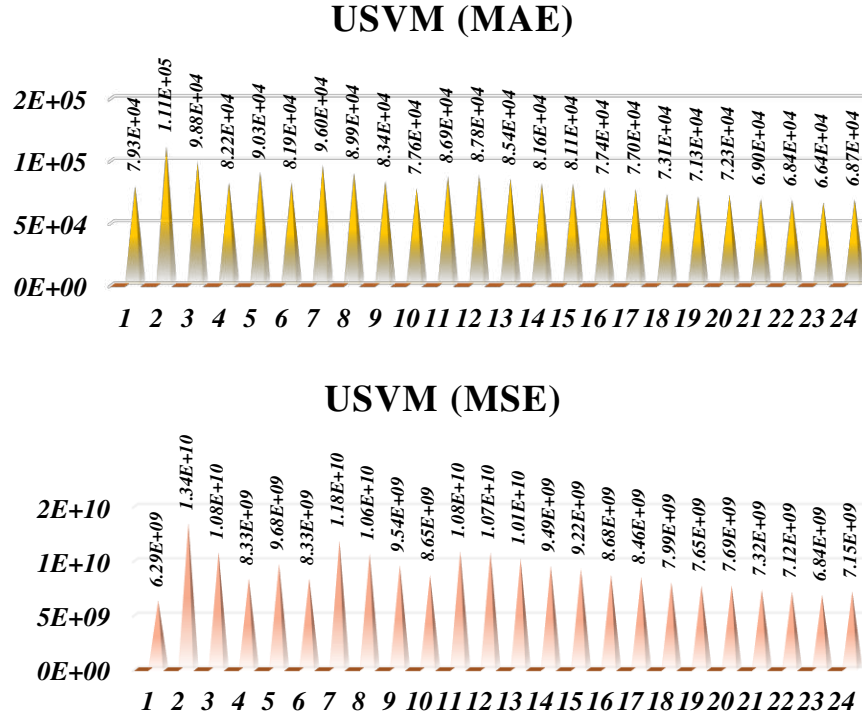 USVM (MAE)
7.93E+04 1.11E+05 9.88E+04 8.22E+04 9.03E+04 8.19E+04 9.60E+04 8.99E+04 8.34E+04 7.76E+04 8.69E+04 8.78E+04 8.54E+04 8.16E+04 8.11E+04 7.74E+04 7.70E+04 7.31E+04 7.13E+04 7.23E+04 6.90E+04 6.84E+04 6.64E+04 6.87E+04
2E+05
1E+05
5E+04
0E+00
1 2 3 4 5 6 7 8 9 10 11 12 13 14 15 16 17 18 19 20 21 22 23 24
USVM (MSE)
6.29E+09 1.34E+10 1.08E+10 8.33E+09 9.68E+09 8.33E+09 1.18E+10 1.06E+10 9.54E+09 8.65E+09 1.08E+10 1.07E+10 1.01E+10 9.49E+09 9.22E+09 8.68E+09 8.46E+09 7.99E+09 7.65E+09 7.69E+09 7.32E+09 7.12E+09 6.84E+09 7.15E+09
2E+10
1E+10
5E+09
0E+00
1 2 3 4 5 6 7 8 9 10 11 12 13 14 15 16 17 18 19 20 21 22 23 24